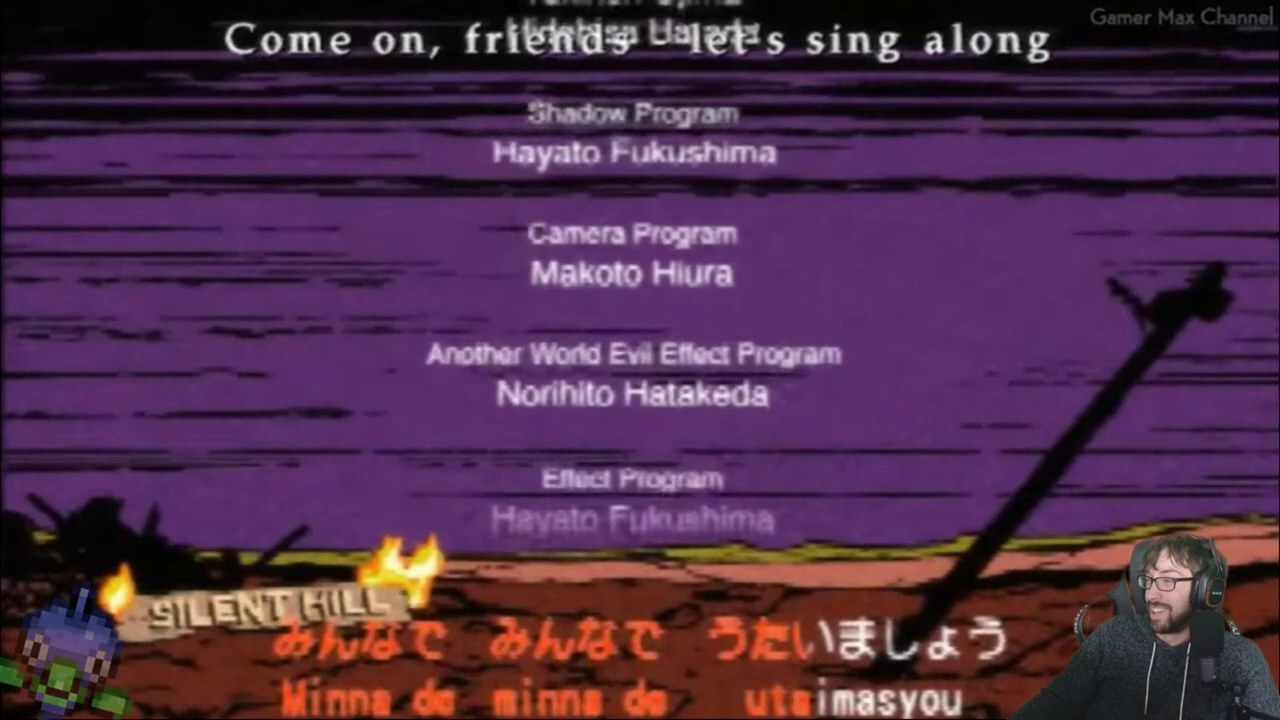 Gamer Max Channel
Come on, friends - let's sing along
Shadow Program
Hayato Fukushima
Camera Program
Makoto Hiura
Another World Evil Effect Program
Norihito Hatakeda
Effect Program
Hayato Fukushima
SILENT HILL
みんなで みんなで うたいましょう
Minna de minna de utaimasyou